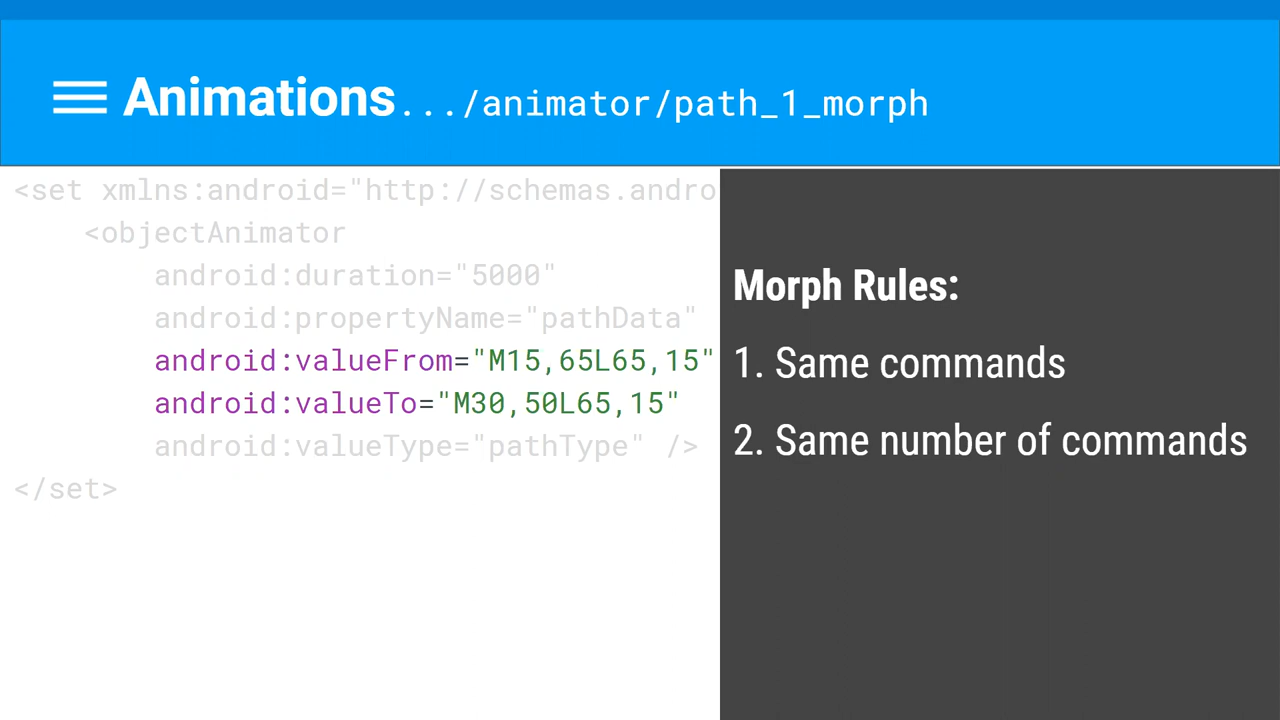 Animations.../animator/path_1_morph
<set xmlns:android="http://schemas.andro
<objectAnimator
android:duration="5000"
android:propertyName="pathData"
android:valueFrom="M15,65L65,15"
android:valueTo="M30,50L65,15"
android:valueType="pathType" />
</set>
Morph Rules:
1. Same commands
2. Same number of commands